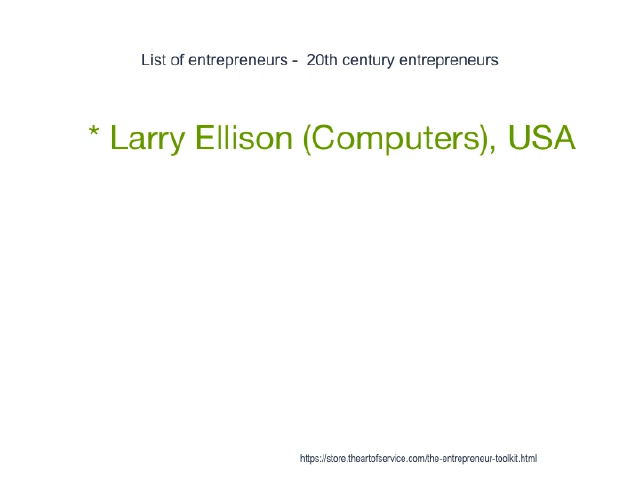 List of entrepreneurs -  20th century entrepreneurs
* Larry Ellison (Computers), USA
https://store.theartofservice.com/the-entrepreneur-toolkit.html